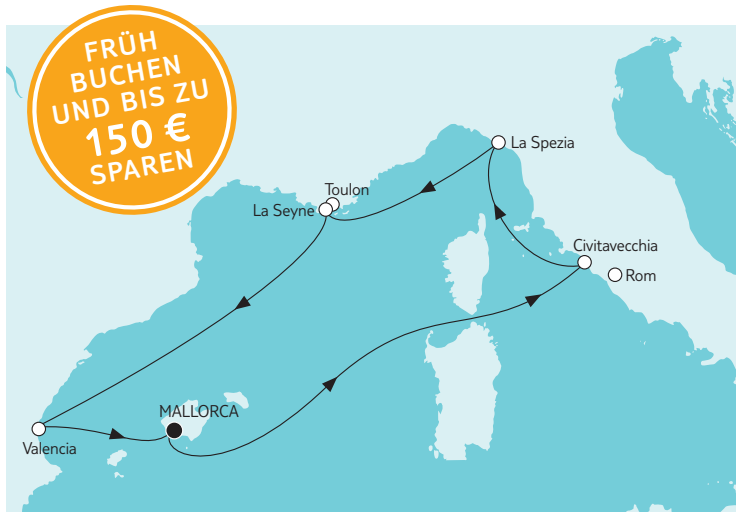 FRÜH
BUCHEN
UND BIS ZU
150 €
SPAREN
La Spezia
Toulon
La Seyne
Civitavecchia
Rom
MALLORCA
Valencia